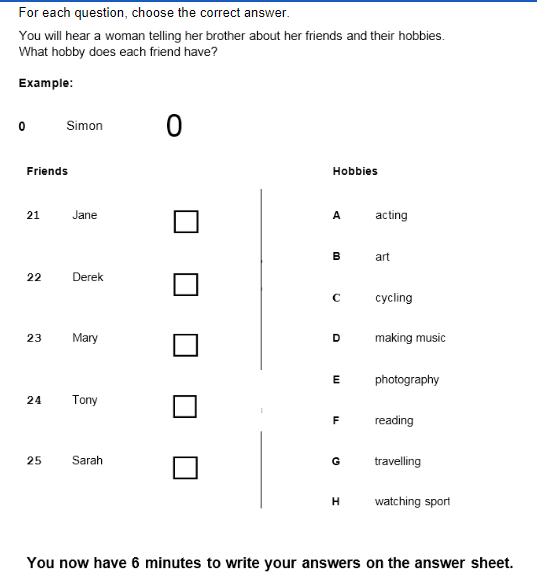 For each question, choose the correct answer.
You will hear a woman telling her brother about her friends and their hobbies.
What hobby does each friend have?
Example:
0 Simon 0
Friends Hobbies
21 Jane A acting
B art
22 Derek
C cycling
23 Mary D making music
E photography
24 Tony
F reading
25 Sarah G travelling
H watching sport
You now have 6 minutes to write your answers on the answer sheet.